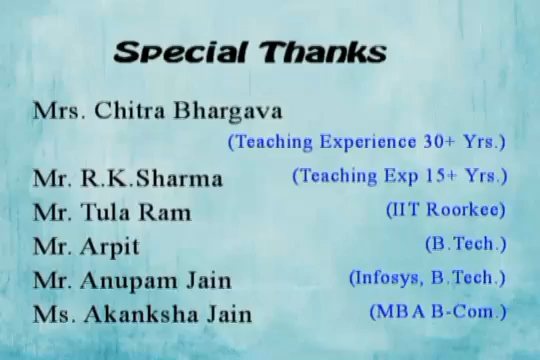 Special Thanks
Mrs. Chitra Bhargava
(Teaching Experience 30+ Yrs.)
Mr. R.K.Sharma (Teaching Exp 15+ Yrs.)
Mr. Tula Ram (IIT Roorkee)
Mr. Arpit (B.Tech.)
Mr. Anupam Jain (Infosys, B.Tech.)
Ms. Akanksha Jain (MBA B-Com.)